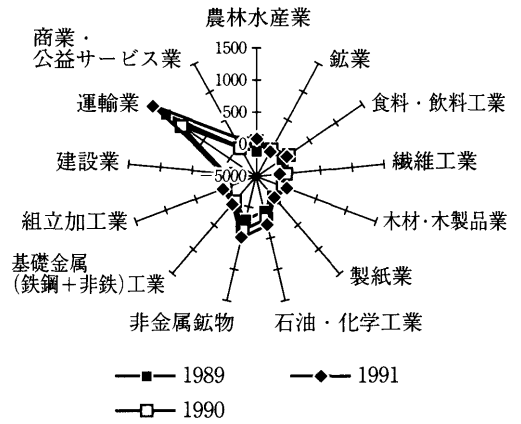 農林水産業
商業・
公益サービス業
鉱業
運輸業
食料・飲料工業
建設業
繊維工業
組立加工業
木材・木製品業
基礎金属
(鉄鋼+非鉄)工業
製紙業
非金属鉱物
石油・化学工業
1500
1000
500
0
5000
1989
1991
1990